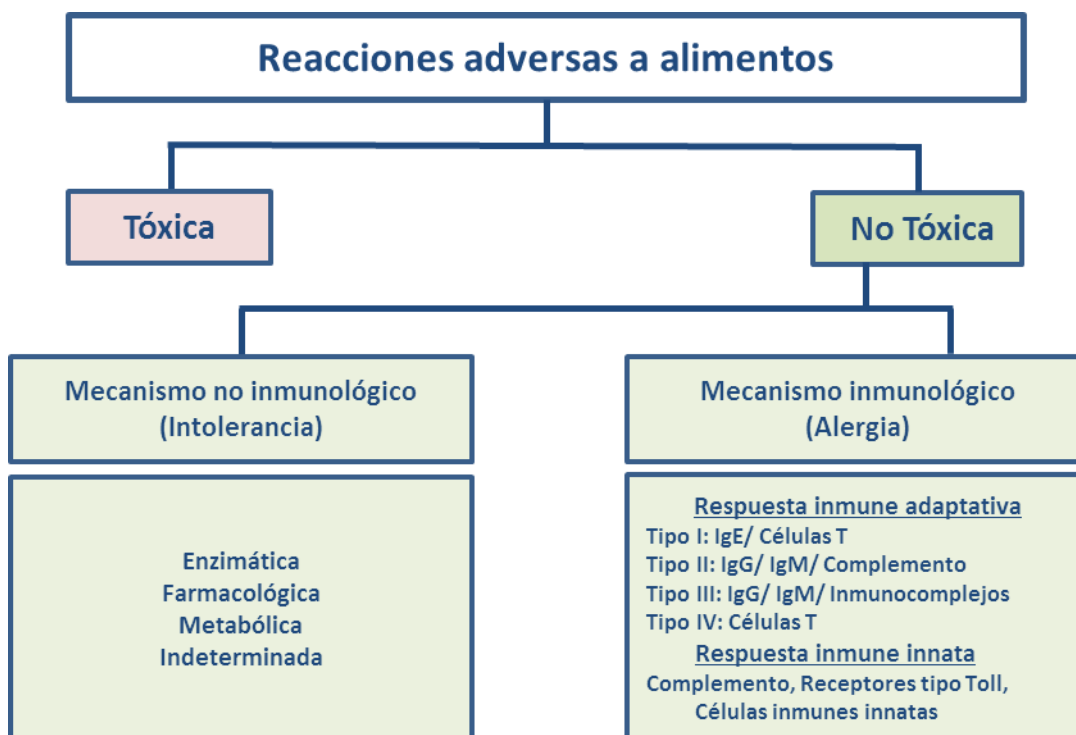 Reacciones adversas a alimentos
Tóxica
No Tóxica
Mecanismo no inmunológico
(Intolerancia)
Enzimática
Farmacológica
Metabólica
Indeterminada
Mecanismo inmunológico
(Alergia)
Respuesta inmune adaptativa
Tipo I: IgE/ Células T
Tipo II: IgG/ IgM/ Complemento
Tipo III: IgG/ IgM/ Inmunocomplejos
Tipo IV: Células T
Respuesta inmune innata
Complemento, Receptores tipo Toll,
Células inmunes innatas